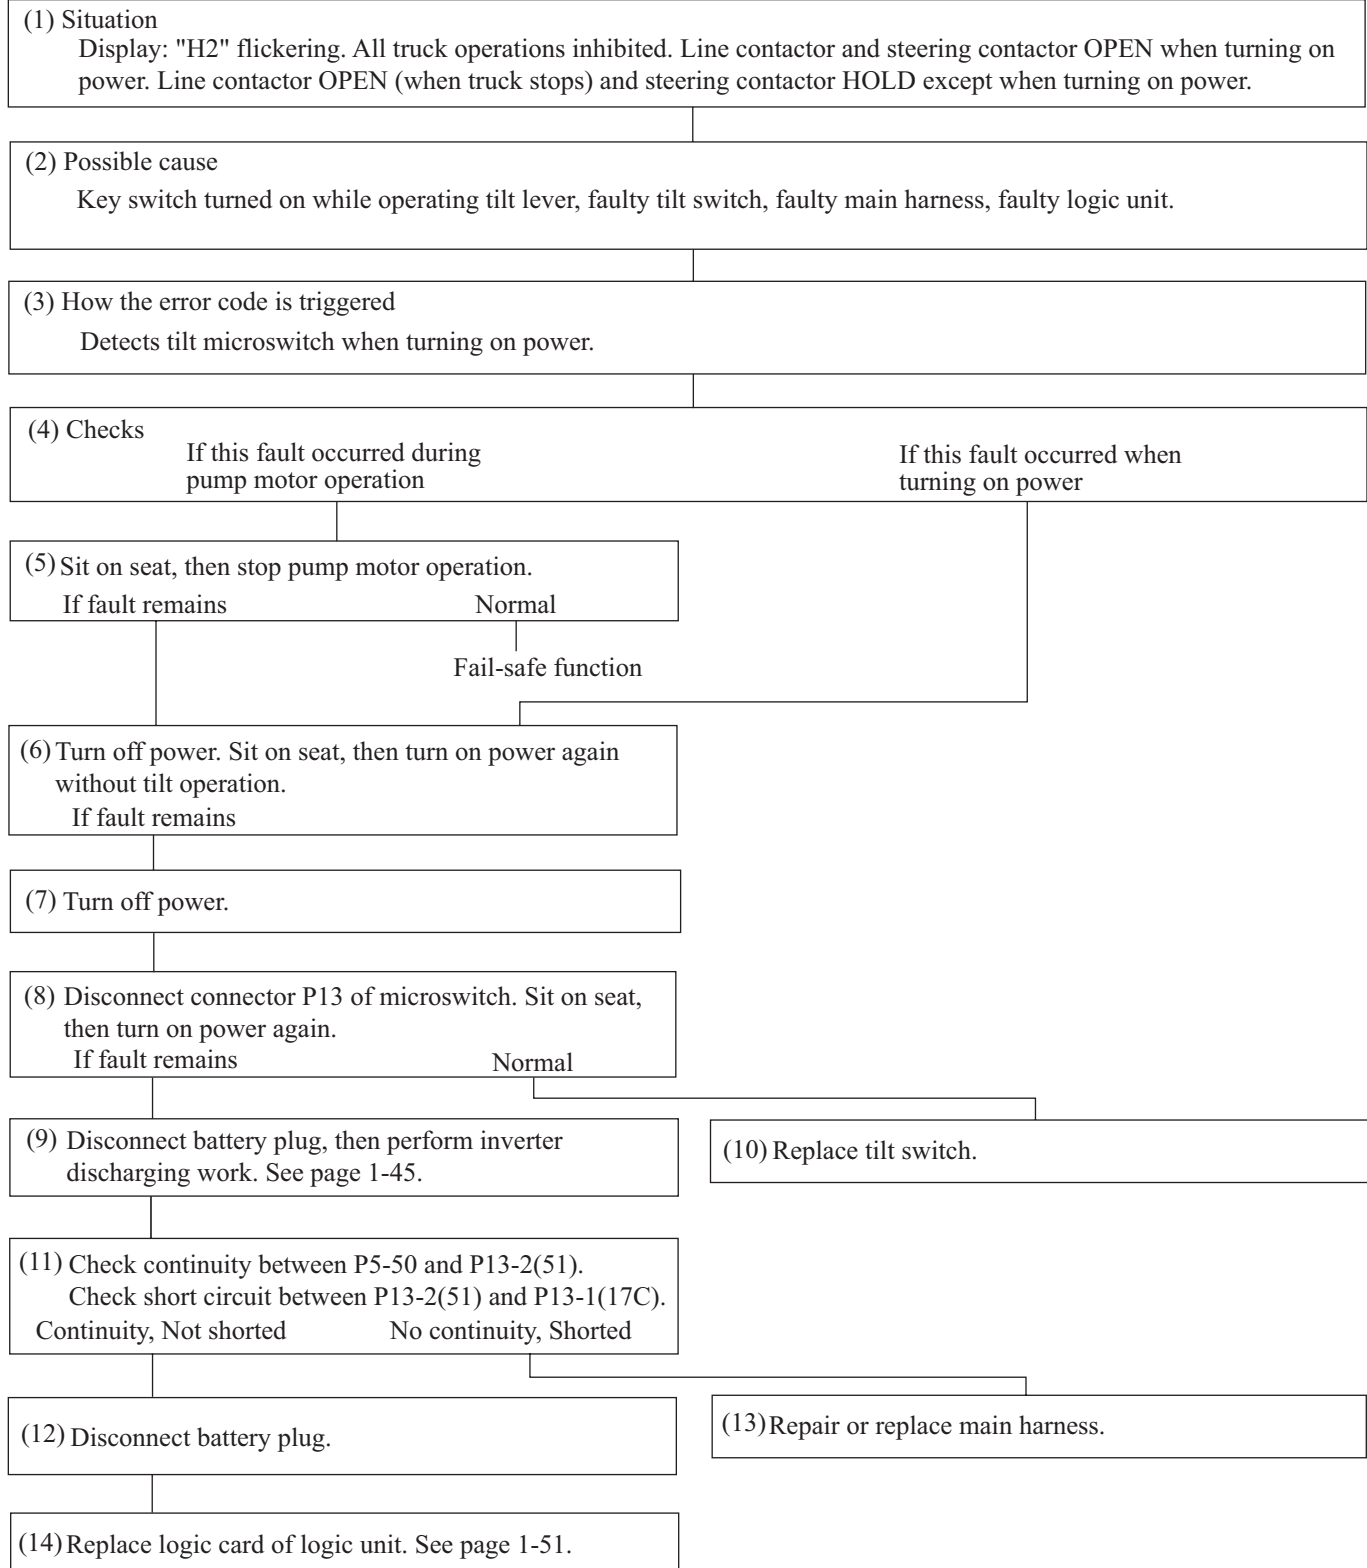 (1) Situation
Display: "H2" flickering. All truck operations inhibited. Line contactor and steering contactor OPEN when turning on
power. Line contactor OPEN (when truck stops) and steering contactor HOLD except when turning on power.
(2) Possible cause
Key switch turned on while operating tilt lever, faulty tilt switch, faulty main harness, faulty logic unit.
(3) How the error code is triggered
Detects tilt microswitch when turning on power.
(4) Checks
If this fault occurred during
pump motor operation
If this fault occurred when
turning on power
(5) Sit on seat, then stop pump motor operation.
If fault remains Normal
Fail-safe function
(6) Turn off power. Sit on seat, then turn on power again
without tilt operation.
If fault remains
(7) Turn off power.
(8) Disconnect connector P13 of microswitch. Sit on seat,
then turn on power again.
If fault remains Normal
(9) Disconnect battery plug, then perform inverter
discharging work. See page 1-45.
(10) Replace tilt switch.
(11) Check continuity between P5-50 and P13-2(51).
Check short circuit between P13-2(51) and P13-1(17C).
Continuity, Not shorted No continuity, Shorted
(12) Disconnect battery plug.
(13) Repair or replace main harness.
(14) Replace logic card of logic unit. See page 1-51.